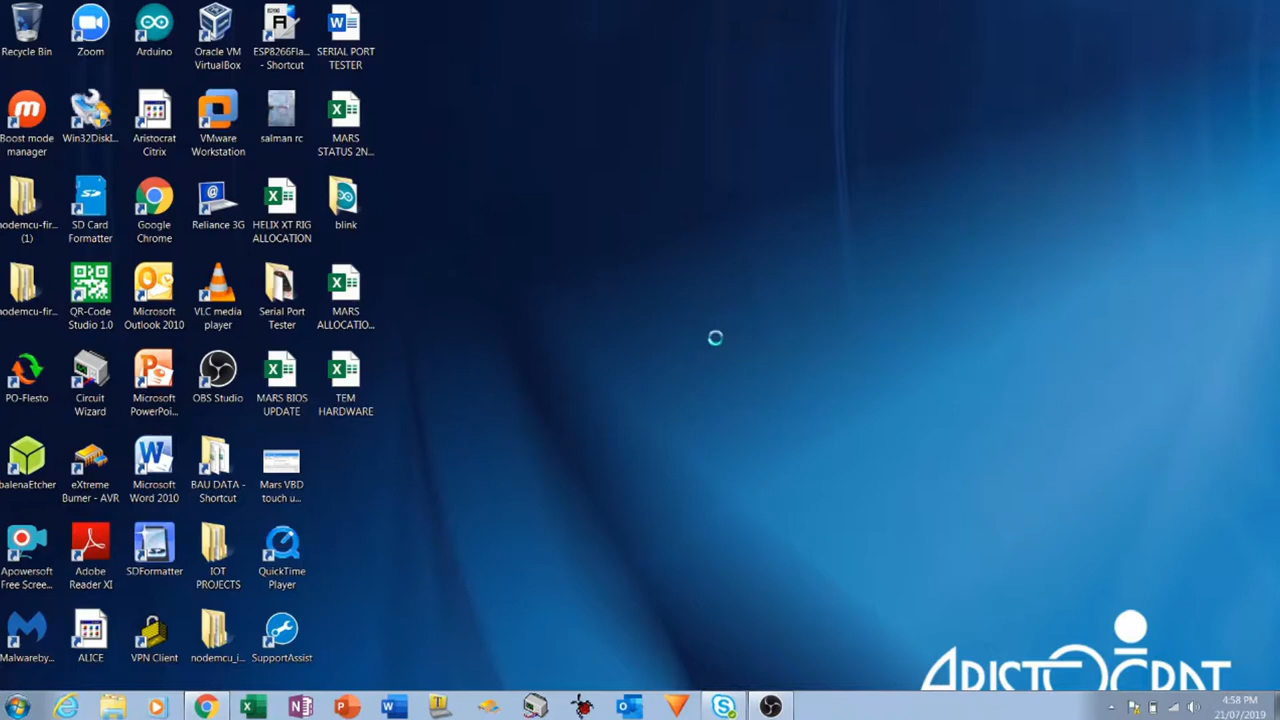 Recycle Bin
Zoom
Arduino
Oracle VM
VirtualBox
ESP8266Fla...
- Shortcut
SERIAL PORT
TESTER
Boost mode
manager
Win32DiskI...
Aristocrat
Citrix
VMware
Workstation
salman rc
MARS
STATUS 2N...
nodemcu-fir...
(1)
SD Card
Formatter
Google
Chrome
Reliance 3G
HELIX XT RIG
ALLOCATION
blink
nodemcu-fir...
QR-Code
Studio 1.0
Microsoft
Outlook 2010
VLC media
player
Serial Port
Tester
MARS
ALLOCATIO...
PO-Flesto
Circuit
Wizard
Microsoft
PowerPoi...
OBS Studio
MARS BIOS
UPDATE
TEM
HARDWARE
balenaEtcher
eXtreme
Burner - AVR
Microsoft
Word 2010
BAU DATA -
Shortcut
Mars VBD
touch u...
Apowersoft
Free Scree...
Adobe
Reader XI
SDFormatter
IOT
PROJECTS
QuickTime
Player
Malwareby...
ALICE
VPN Client
nodemcu_i...
SupportAssist
ARISTOCRAT
4:58 PM
21/07/2019